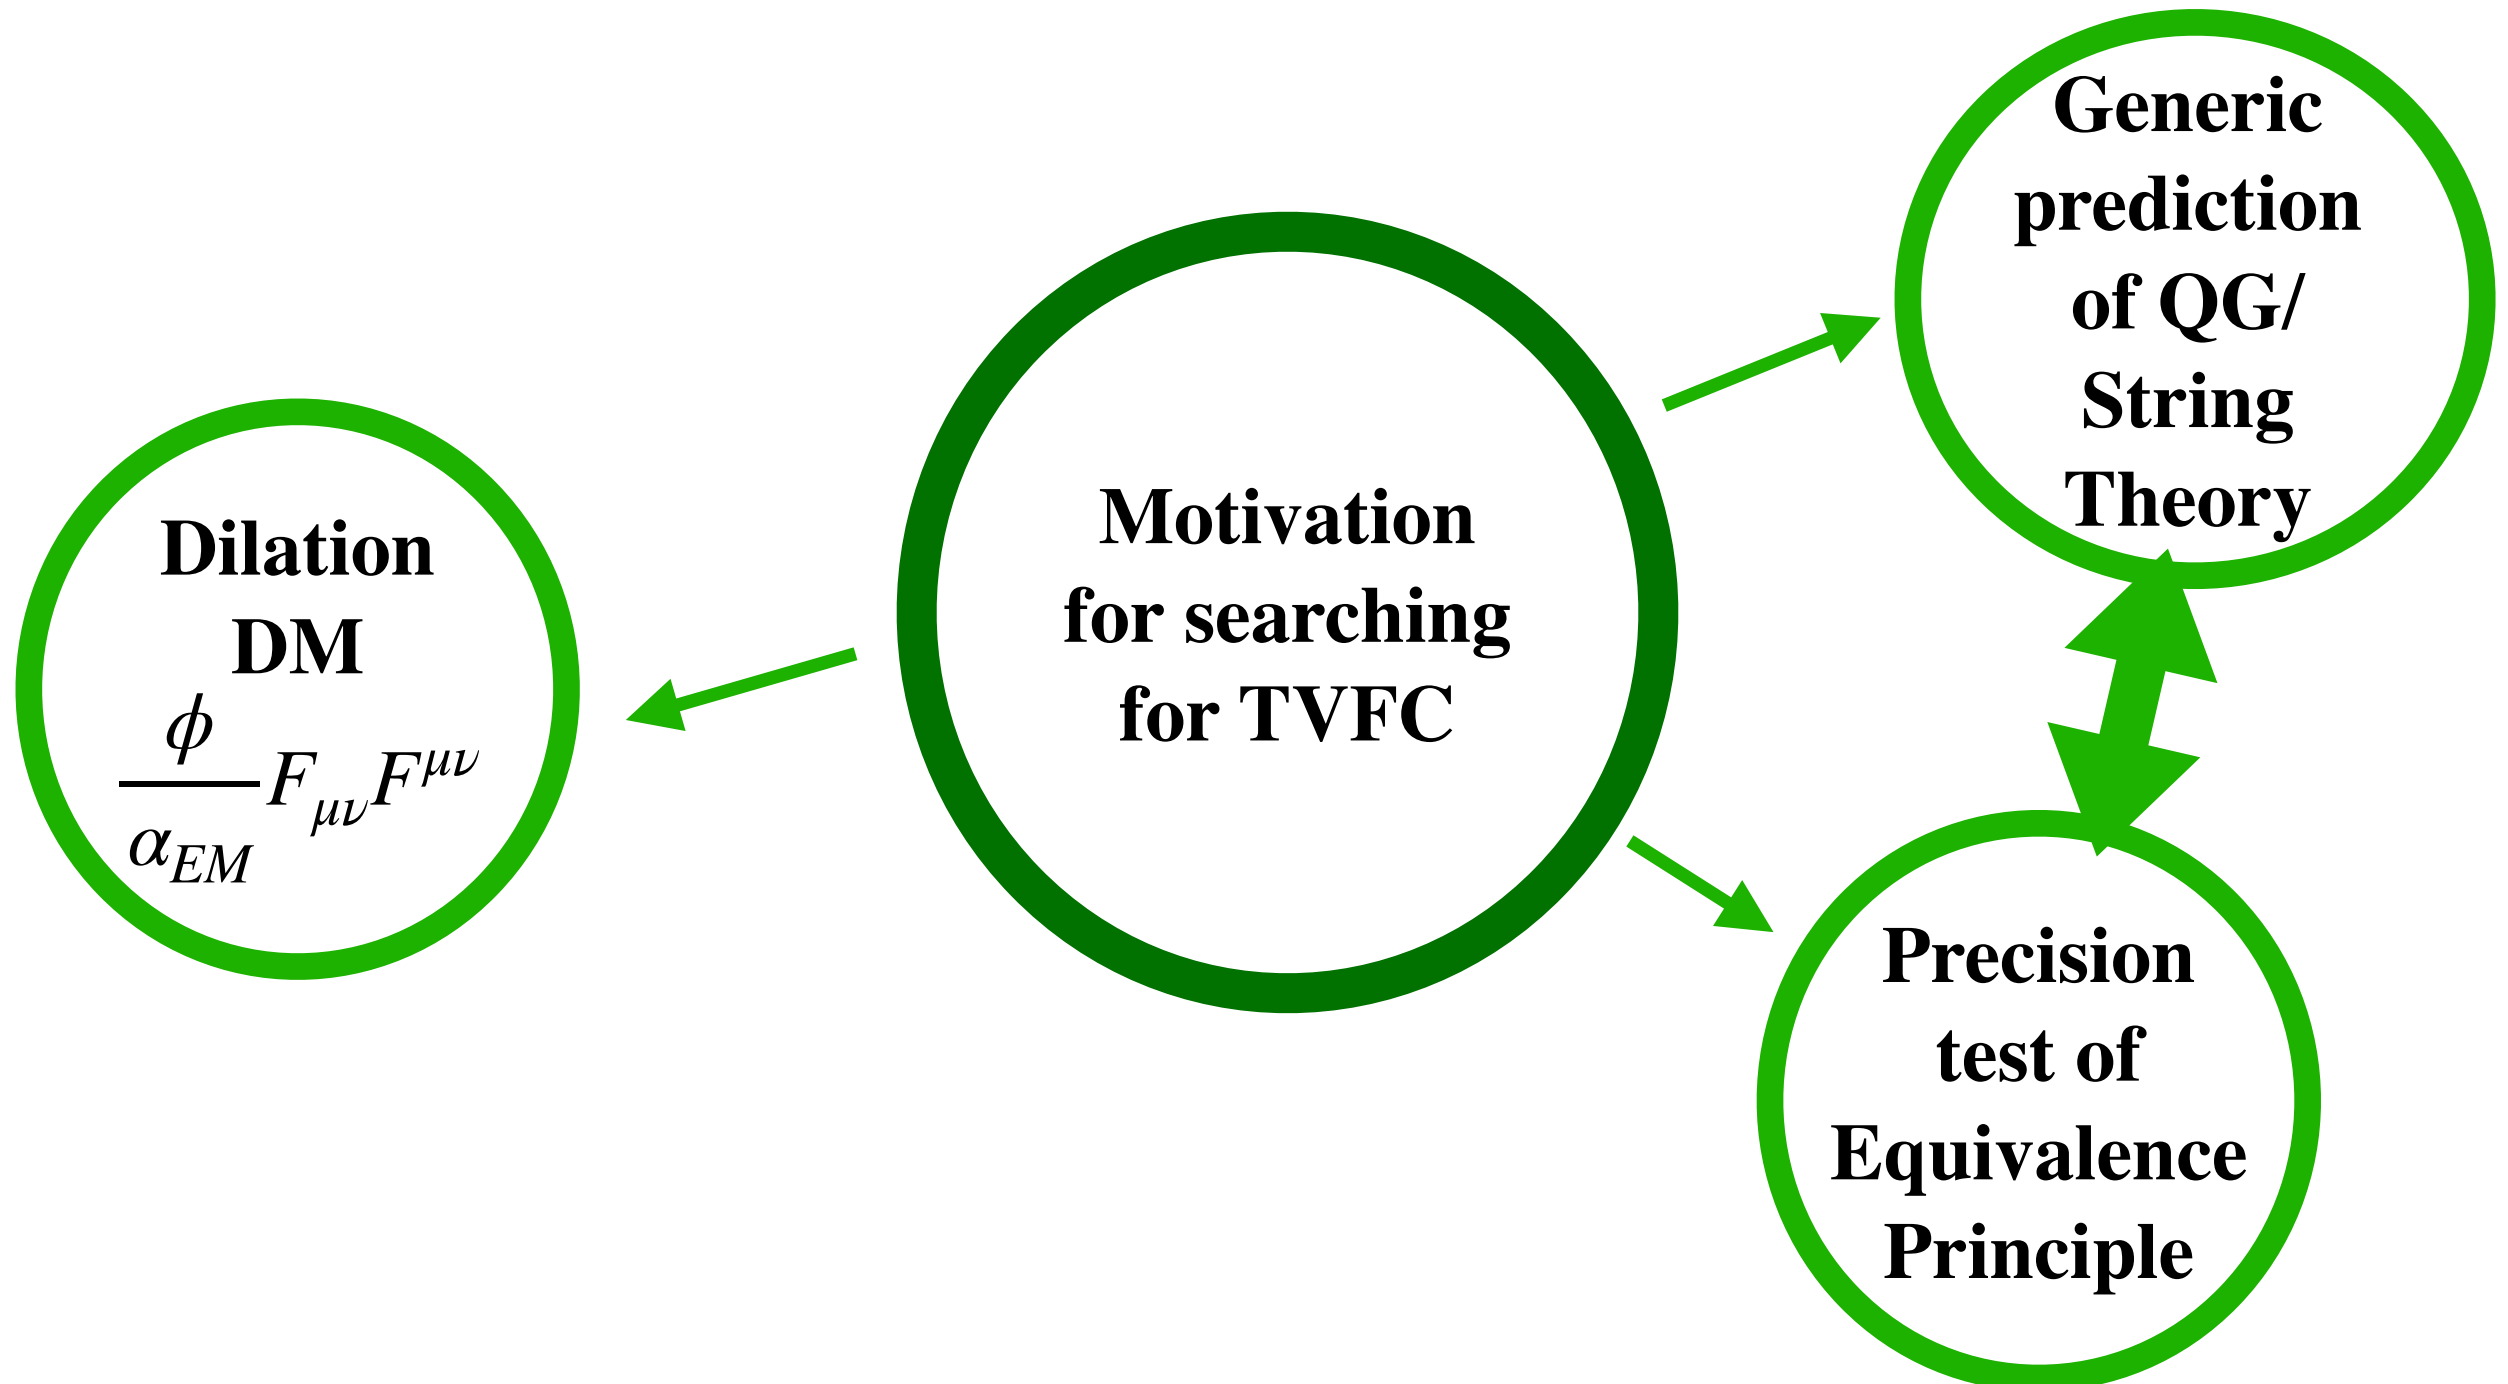 Dilation
DM
ϕ
α_EM
F_μν F^μν
Motivation
for searching
for TVFC
Generic
prediction
of QG/
String
Theory
Precision
test of
Equivalence
Principle